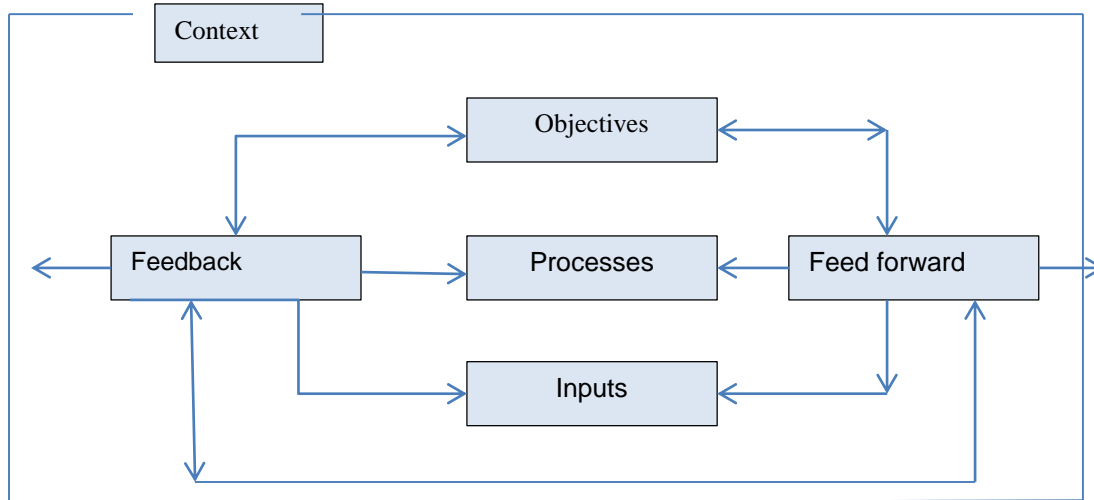 Context
Objectives
Feedback
Processes
Feed forward
Inputs